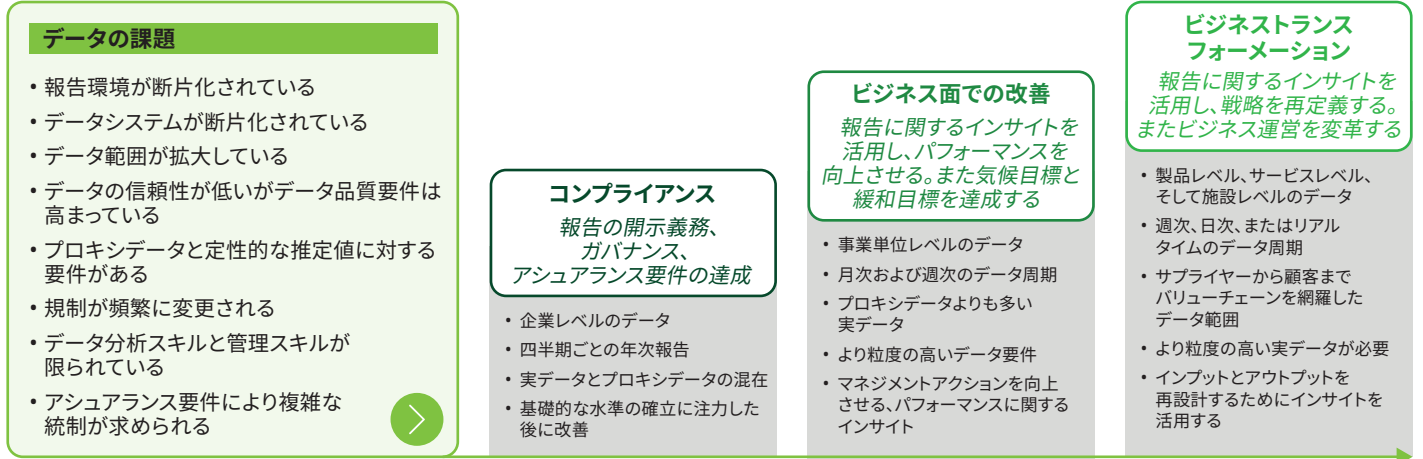 データの課題
• 報告環境が断片化されている
• データシステムが断片化されている
• データ範囲が拡大している
• データの信頼性が低いがデータ品質要件は
高まっている
• プロキシデータと定性的な推定値に対する
要件がある
• 規制が頻繁に変更される
• データ分析スキルと管理スキルが
限られている
• アシュアランス要件により複雑な
統制が求められる
コンプライアンス
報告の開示義務、
ガバナンス、
アシュアランス要件の達成
• 企業レベルのデータ
• 四半期ごとの年次報告
• 実データとプロキシデータの混在
• 基礎的な水準の確立に注力した
後に改善
ビジネス面での改善
報告に関するインサイトを
活用し、パフォーマンスを
向上させる。また気候目標と
緩和目標を達成する
• 事業単位レベルのデータ
• 月次および週次のデータ周期
• プロキシデータよりも多い
実データ
• より粒度の高いデータ要件
• マネジメントアクションを向上
させる、パフォーマンスに関する
インサイト
ビジネストランス
フォーメーション
報告に関するインサイトを
活用し、戦略を再定義する。
またビジネス運営を変革する
• 製品レベル、サービスレベル、
そして施設レベルのデータ
• 週次、日次、またはリアル
タイムのデータ周期
• サプライヤーから顧客まで
バリューチェーンを網羅した
データ範囲
• より粒度の高い実データが必要
• インプットとアウトプットを
再設計するためにインサイトを
活用する